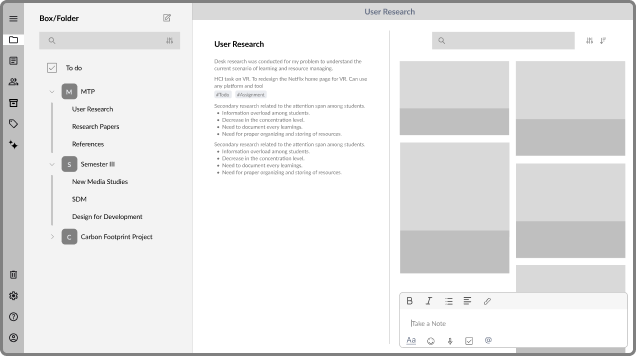 User Research
Box/Folder
To do
M MTP
User Research
Research Papers
References
S Semester III
New Media Studies
SDM
Design for Development
C Carbon Footprint Project
User Research
Desk research was conducted for my problem to understand the
current scenario of learning and resource managing.
HCI task on VR. To redesign the Netflix home page for VR. Can use
any platform and tool
#Todo #Assignment
Secondary research related to the attention span among students
• Information overload among students.
• Decrease in the concentration level.
• Need to document every learnings.
• Need for proper organizing and storing of resources.
Secondary research related to the attention span among students
• Information overload among students.
• Decrease in the concentration level.
• Need to document every learnings.
• Need for proper organizing and storing of resources.
B I
Take a Note
Aa @